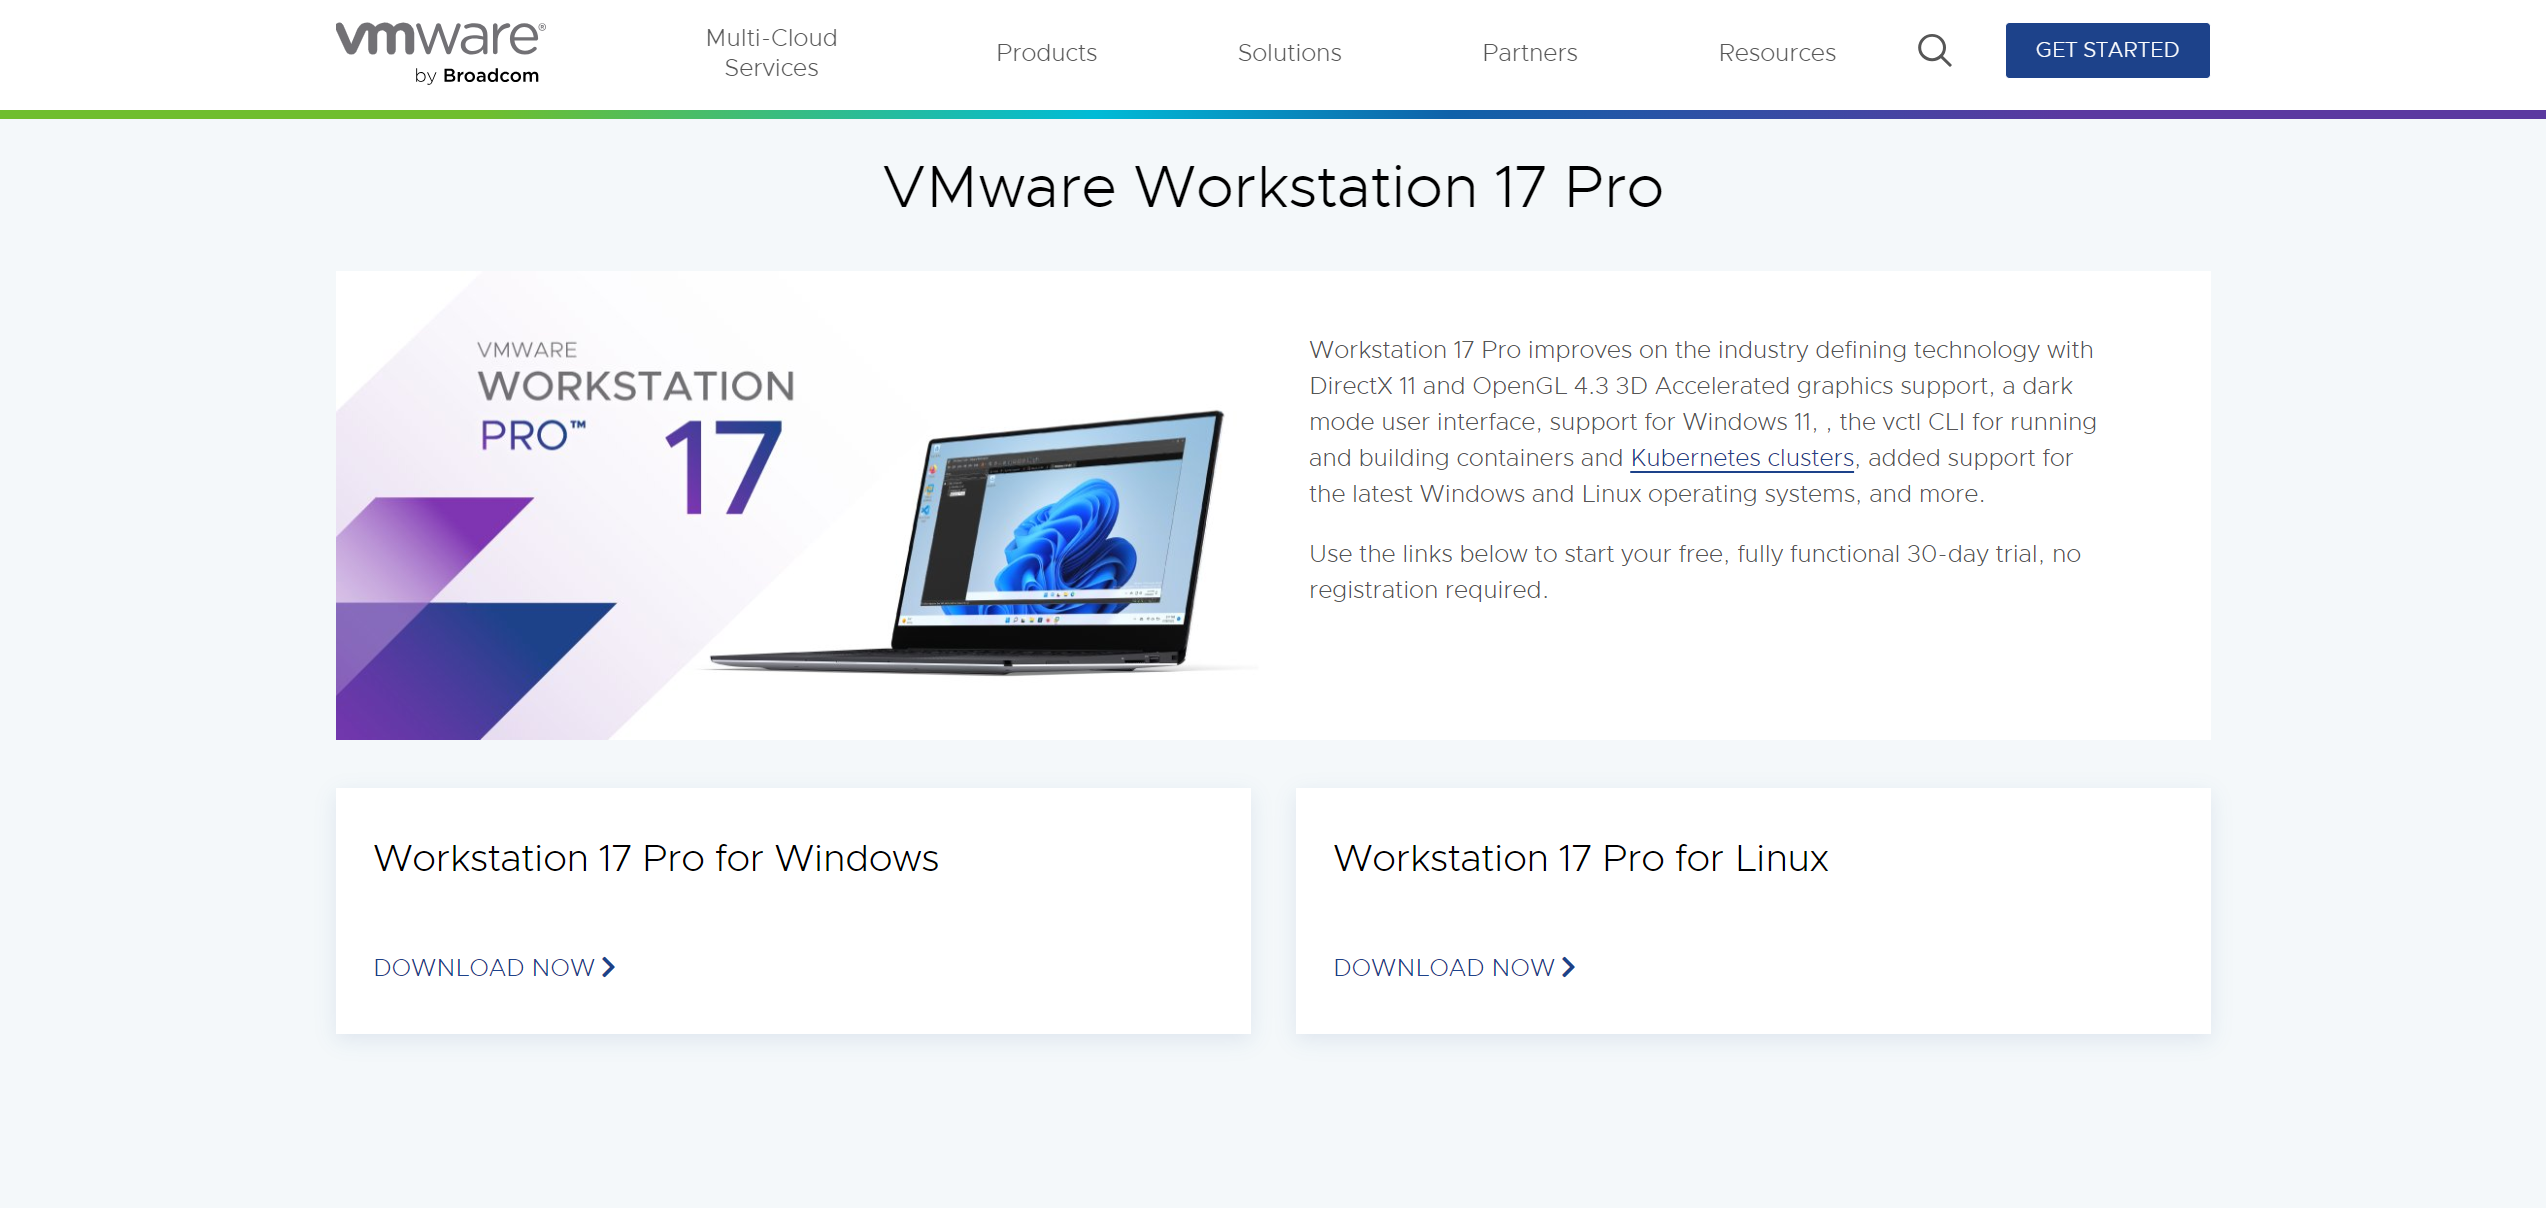 vmware®
by Broadcom
Multi-Cloud
Services
Products
Solutions
Partners
Resources
GET STARTED
VMware Workstation 17 Pro
VMWARE
WORKSTATION
PRO™
17
Workstation 17 Pro improves on the industry defining technology with
DirectX 11 and OpenGL 4.3 3D Accelerated graphics support, a dark
mode user interface, support for Windows 11, , the vctl CLI for running
and building containers and Kubernetes clusters, added support for
the latest Windows and Linux operating systems, and more.
Use the links below to start your free, fully functional 30-day trial, no
registration required.
Workstation 17 Pro for Windows
DOWNLOAD NOW
Workstation 17 Pro for Linux
DOWNLOAD NOW